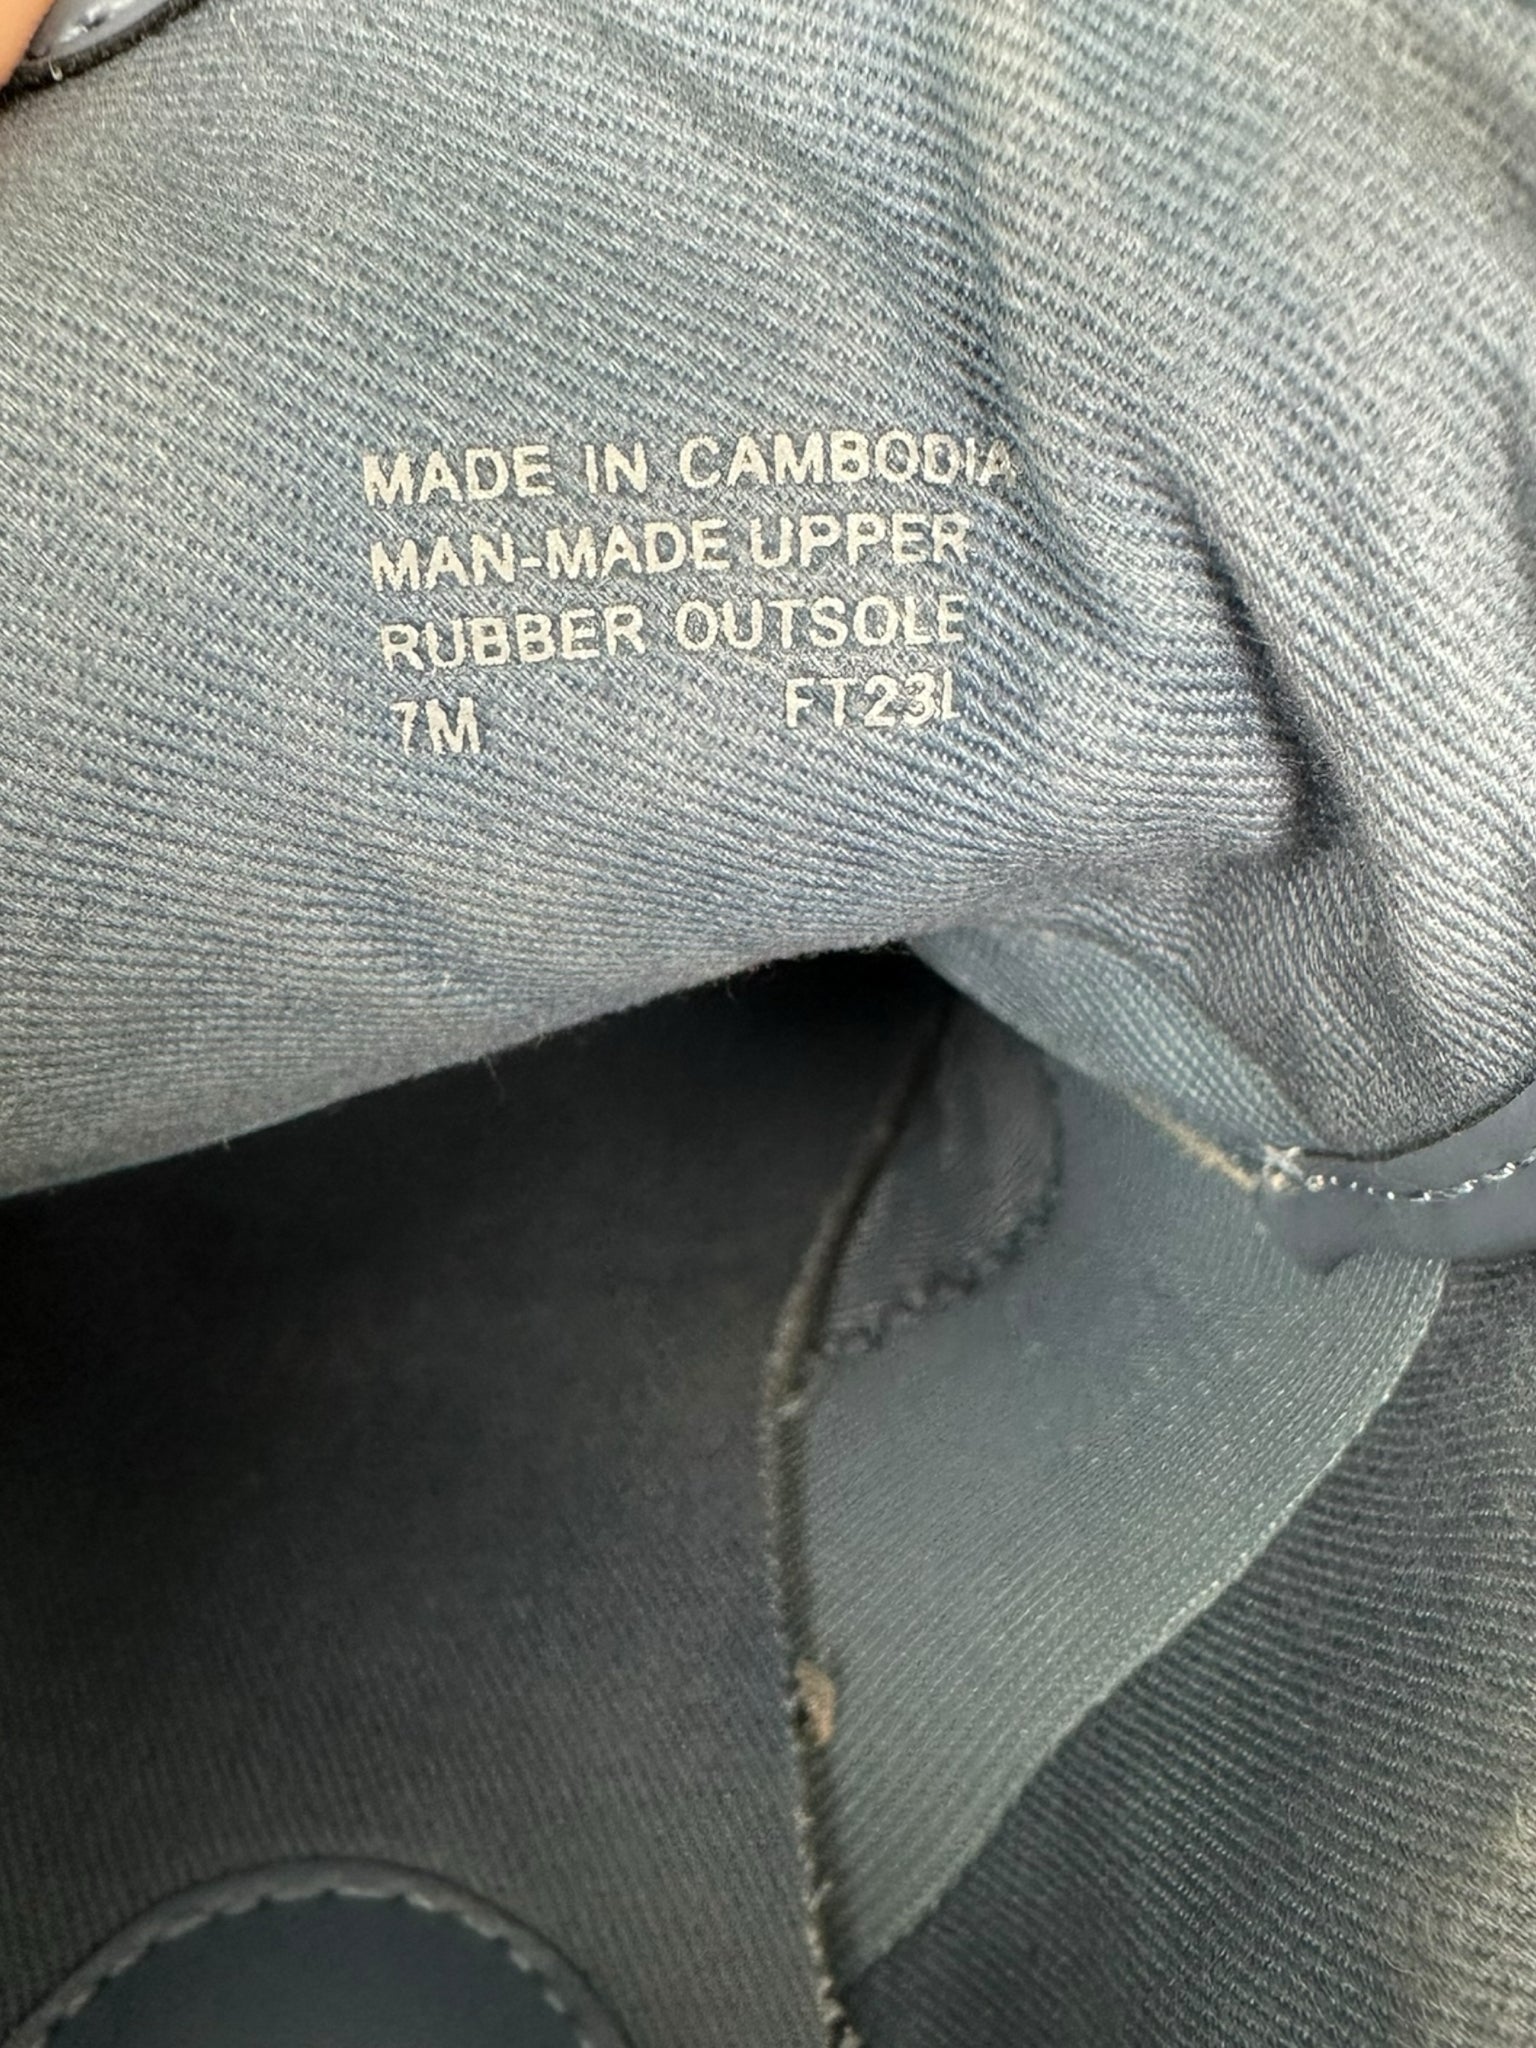 MADE IN CAMBODIA
MAN-MADE UPPER
RUBBER OUTSOLE
7M FT23L